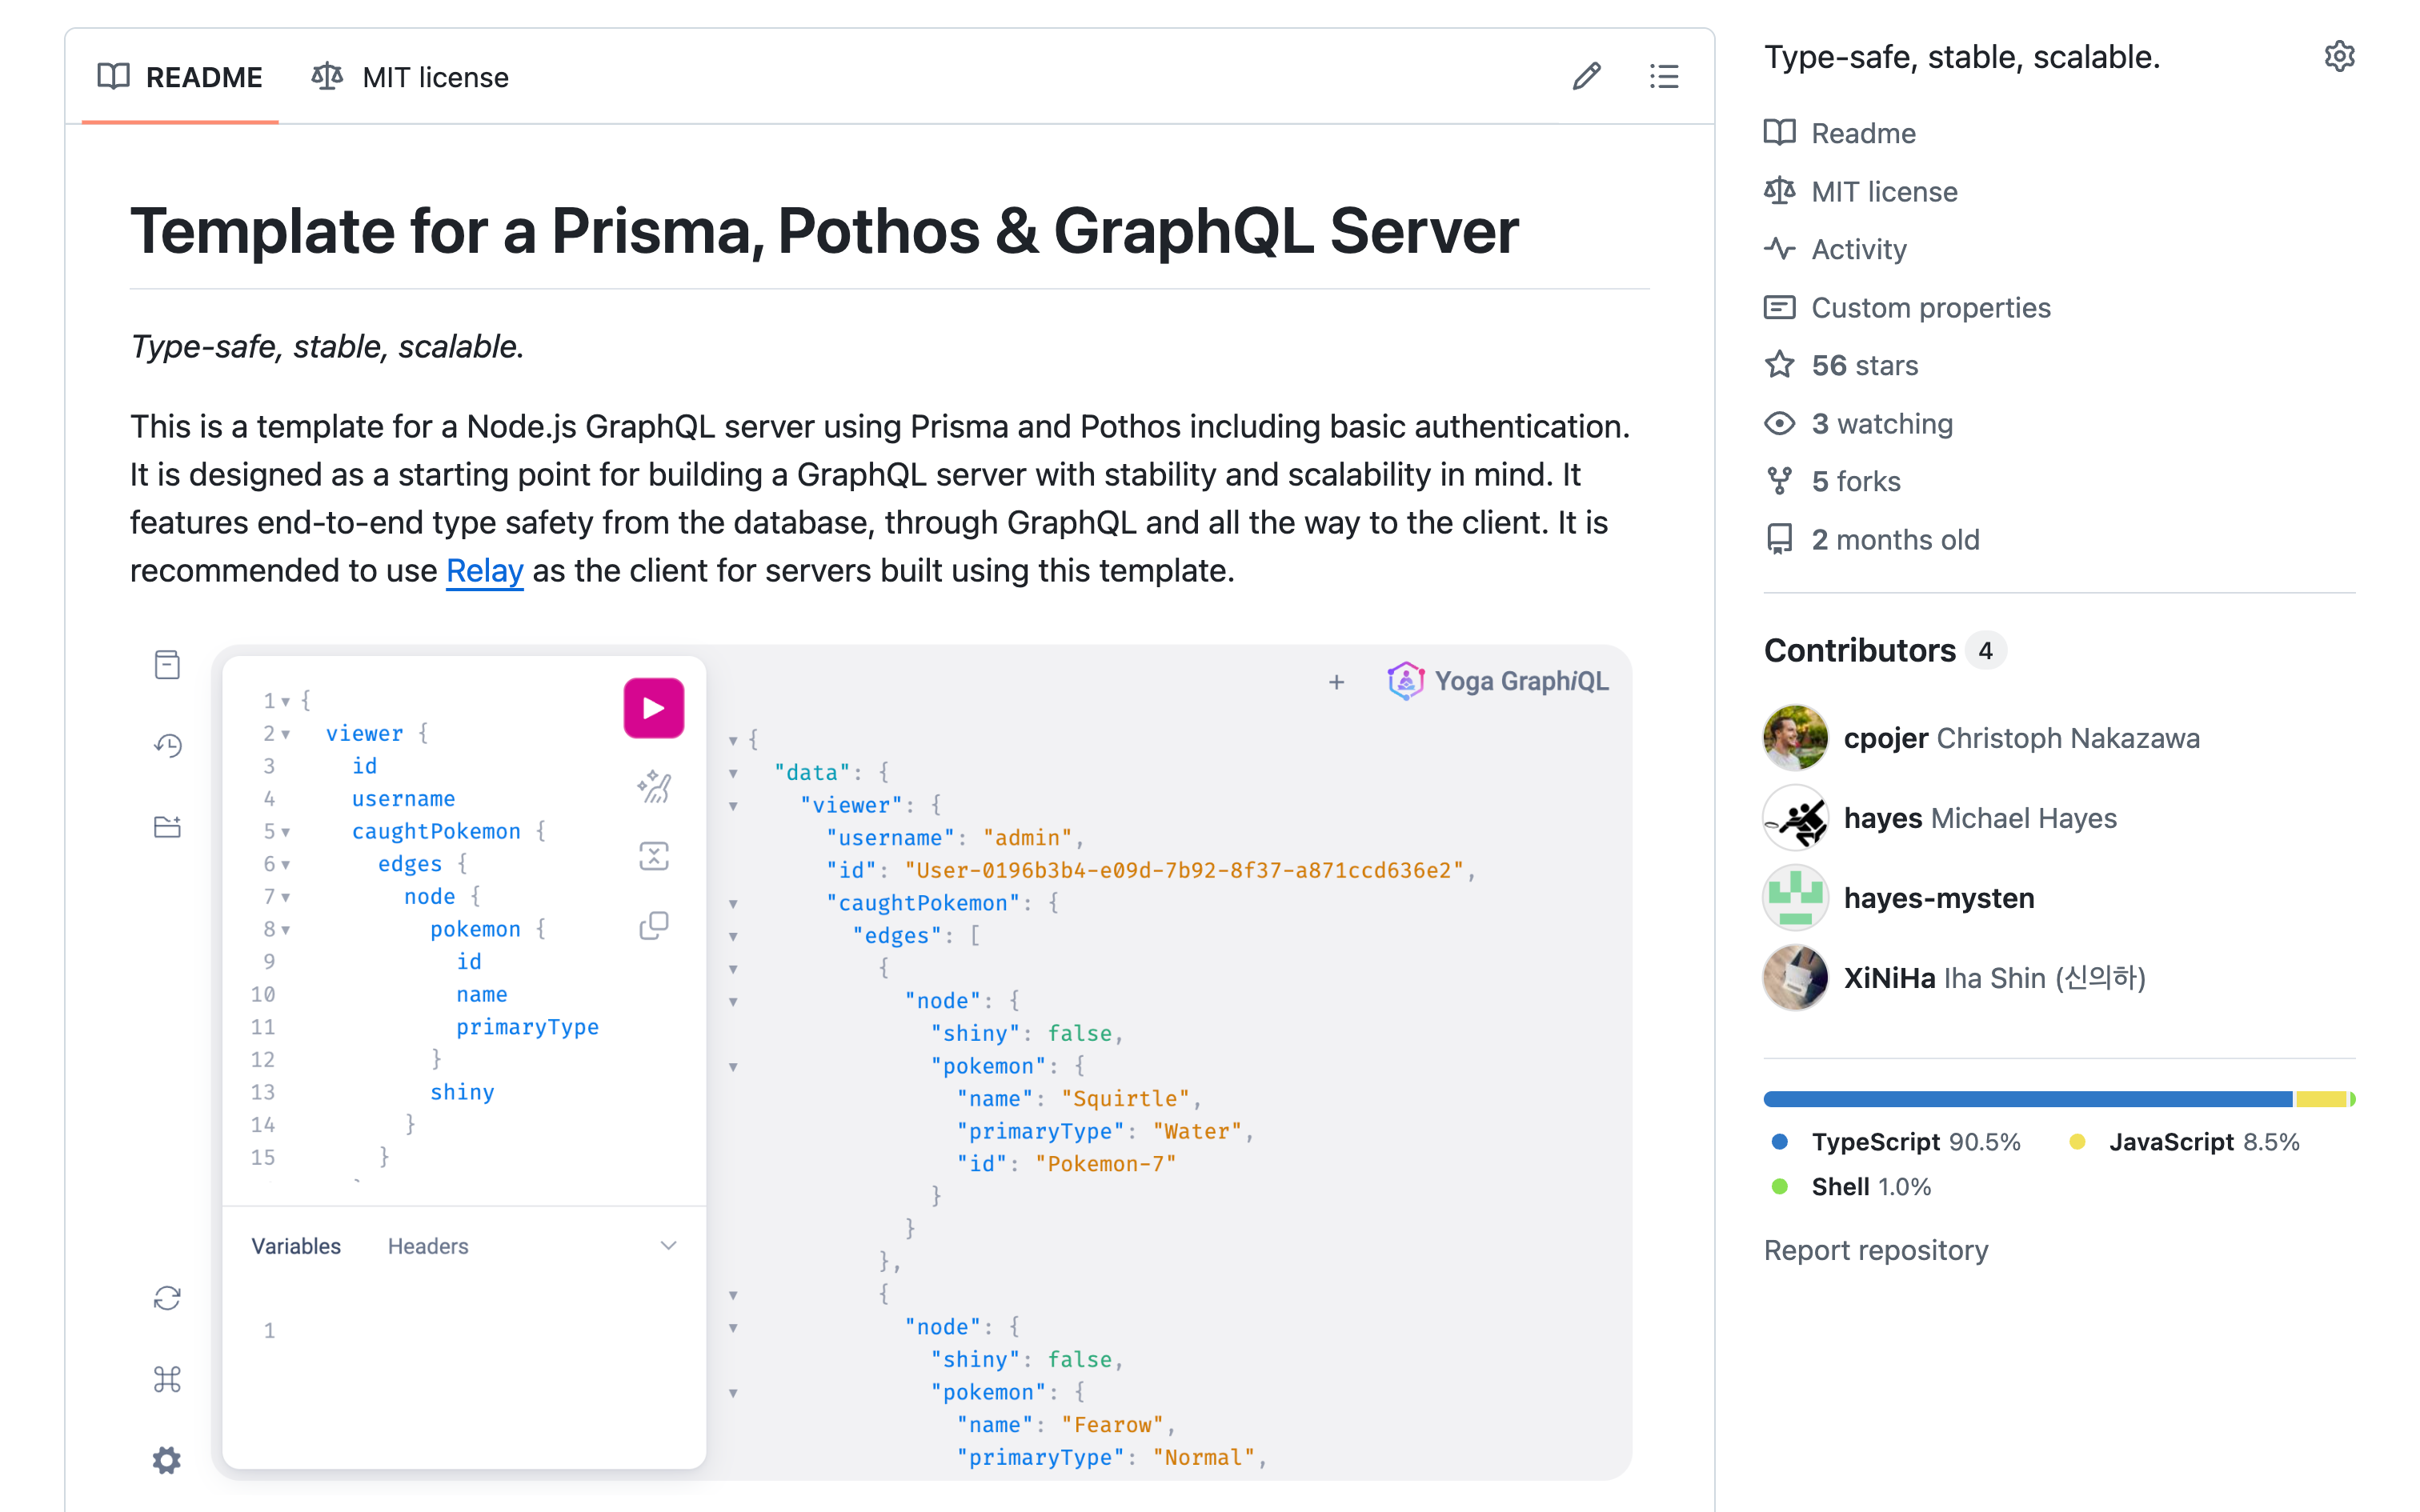 README
MIT license
Template for a Prisma, Pothos & GraphQL Server
Type-safe, stable, scalable.
This is a template for a Node.js GraphQL server using Prisma and Pothos including basic authentication.
It is designed as a starting point for building a GraphQL server with stability and scalability in mind. It
features end-to-end type safety from the database, through GraphQL and all the way to the client. It is
recommended to use Relay as the client for servers built using this template.
1 {
2 viewer {
3 id
4 username
5 caughtPokemon {
6 edges {
7 node {
8 pokemon {
9 id
10 name
11 primaryType
12 }
13 shiny
14 }
15 }
Variables Headers
1
+ Yoga GraphiQL
{
"data": {
"viewer": {
"username": "admin",
"id": "User-0196b3b4-e09d-7b92-8f37-a871ccd636e2",
"caughtPokemon": {
"edges": [
{
"node": {
"shiny": false,
"pokemon": {
"name": "Squirtle",
"primaryType": "Water",
"id": "Pokemon-7"
}
}
},
{
"node": {
"shiny": false,
"pokemon": {
"name": "Fearow",
"primaryType": "Normal",
Type-safe, stable, scalable.
Readme
MIT license
Activity
Custom properties
56 stars
3 watching
5 forks
2 months old
Contributors 4
cpojer Christoph Nakazawa
hayes Michael Hayes
hayes-mysten
XiNiHa Iha Shin (신의하)
TypeScript 90.5% JavaScript 8.5%
Shell 1.0%
Report repository